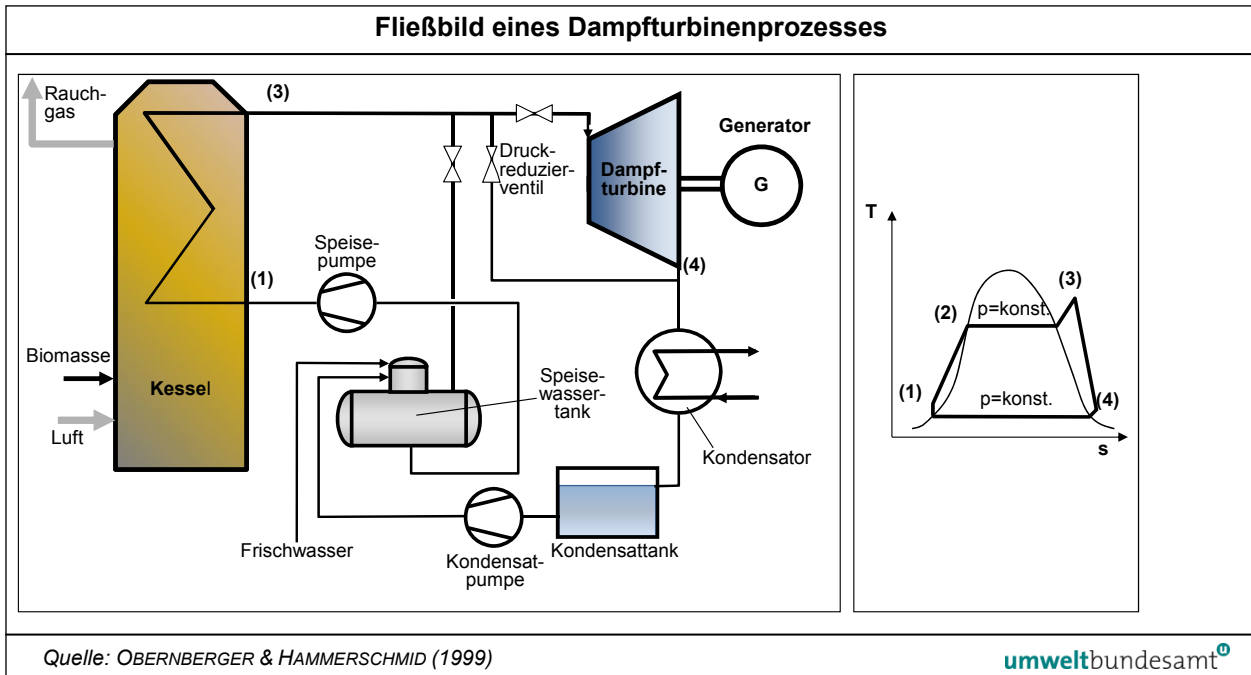 Fließbild eines Dampfturbinenprozesses
Rauch-
gas
(3)
Druck-
reduzier-
ventil
Dampf-
turbine
Generator
G
(4)
Speise-
pumpe
(1)
Biomasse
Kessel
Luft
Speise-
wasser-
tank
Kondensator
Frischwasser
Kondensat-
pumpe
Kondensattank
T
(3)
(2)
p=konst.
(1)
p=konst.
(4)
s
Quelle: OBERNBERGER & HAMMERSCHMID (1999)
umweltbundesamt u